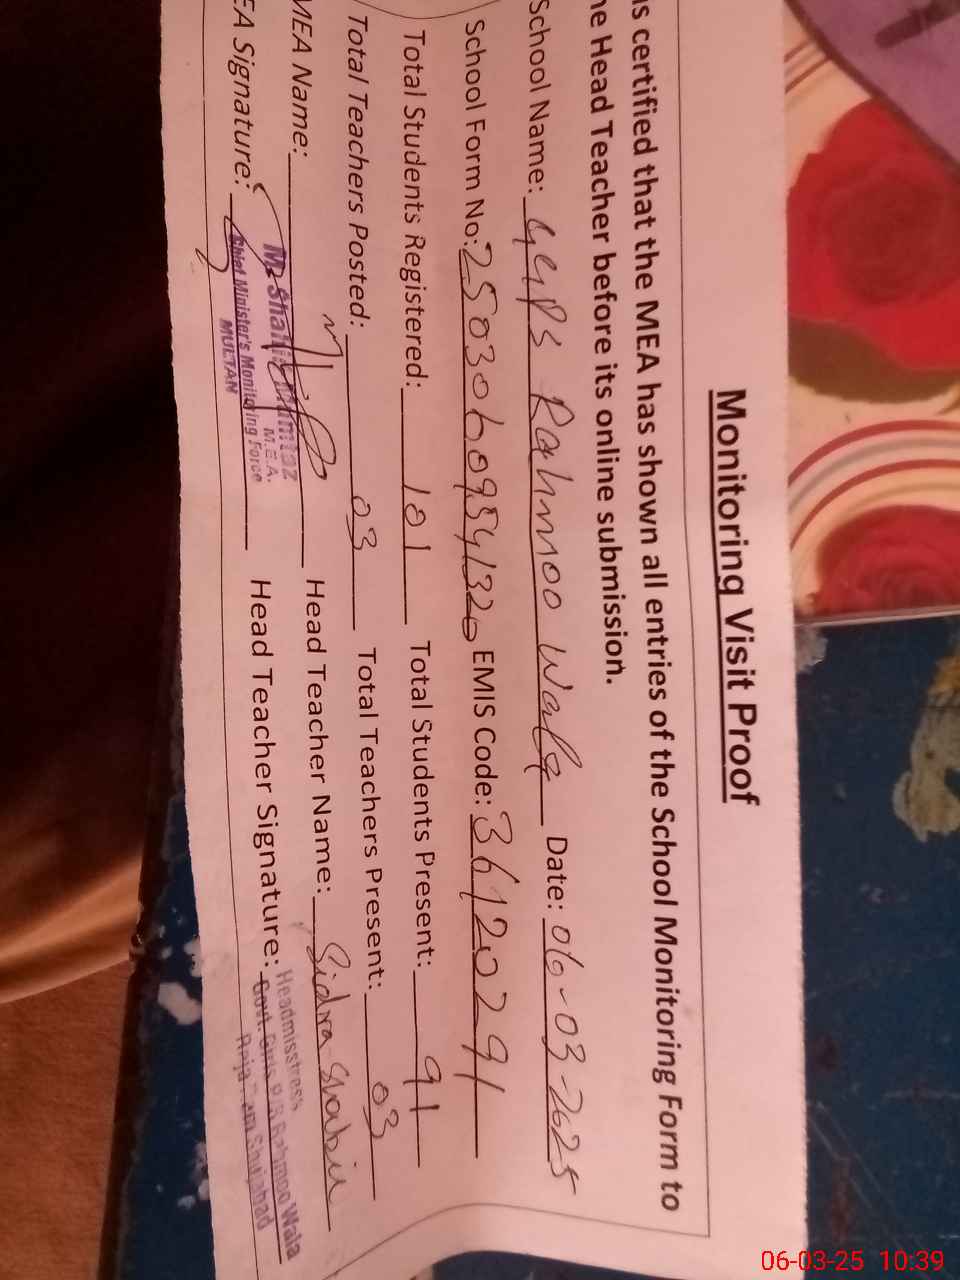 Monitoring Visit Proof
is certified that the MEA has shown all entries of the School Monitoring Form to
he Head Teacher before its online submission.
School Name: GGPS Rahmoo Wala Date: 06-03-2025
School Form No: 25030609541320 EMIS Code: 36120291
Total Students Registered: 101 Total Students Present: 91
Total Teachers Posted: 03 Total Teachers Present: 03
MEA Name: Head Teacher Name: Sidra Shabir
EA Signature: Head Teacher Signature:
M. Shahid Mumtaz
M.E.A.
Chief Minister's Monitoring Force
MULTAN
Headmistress
Govt. Girls P/S Rahmoo Wala
Shujabad
06-03-25 10:39